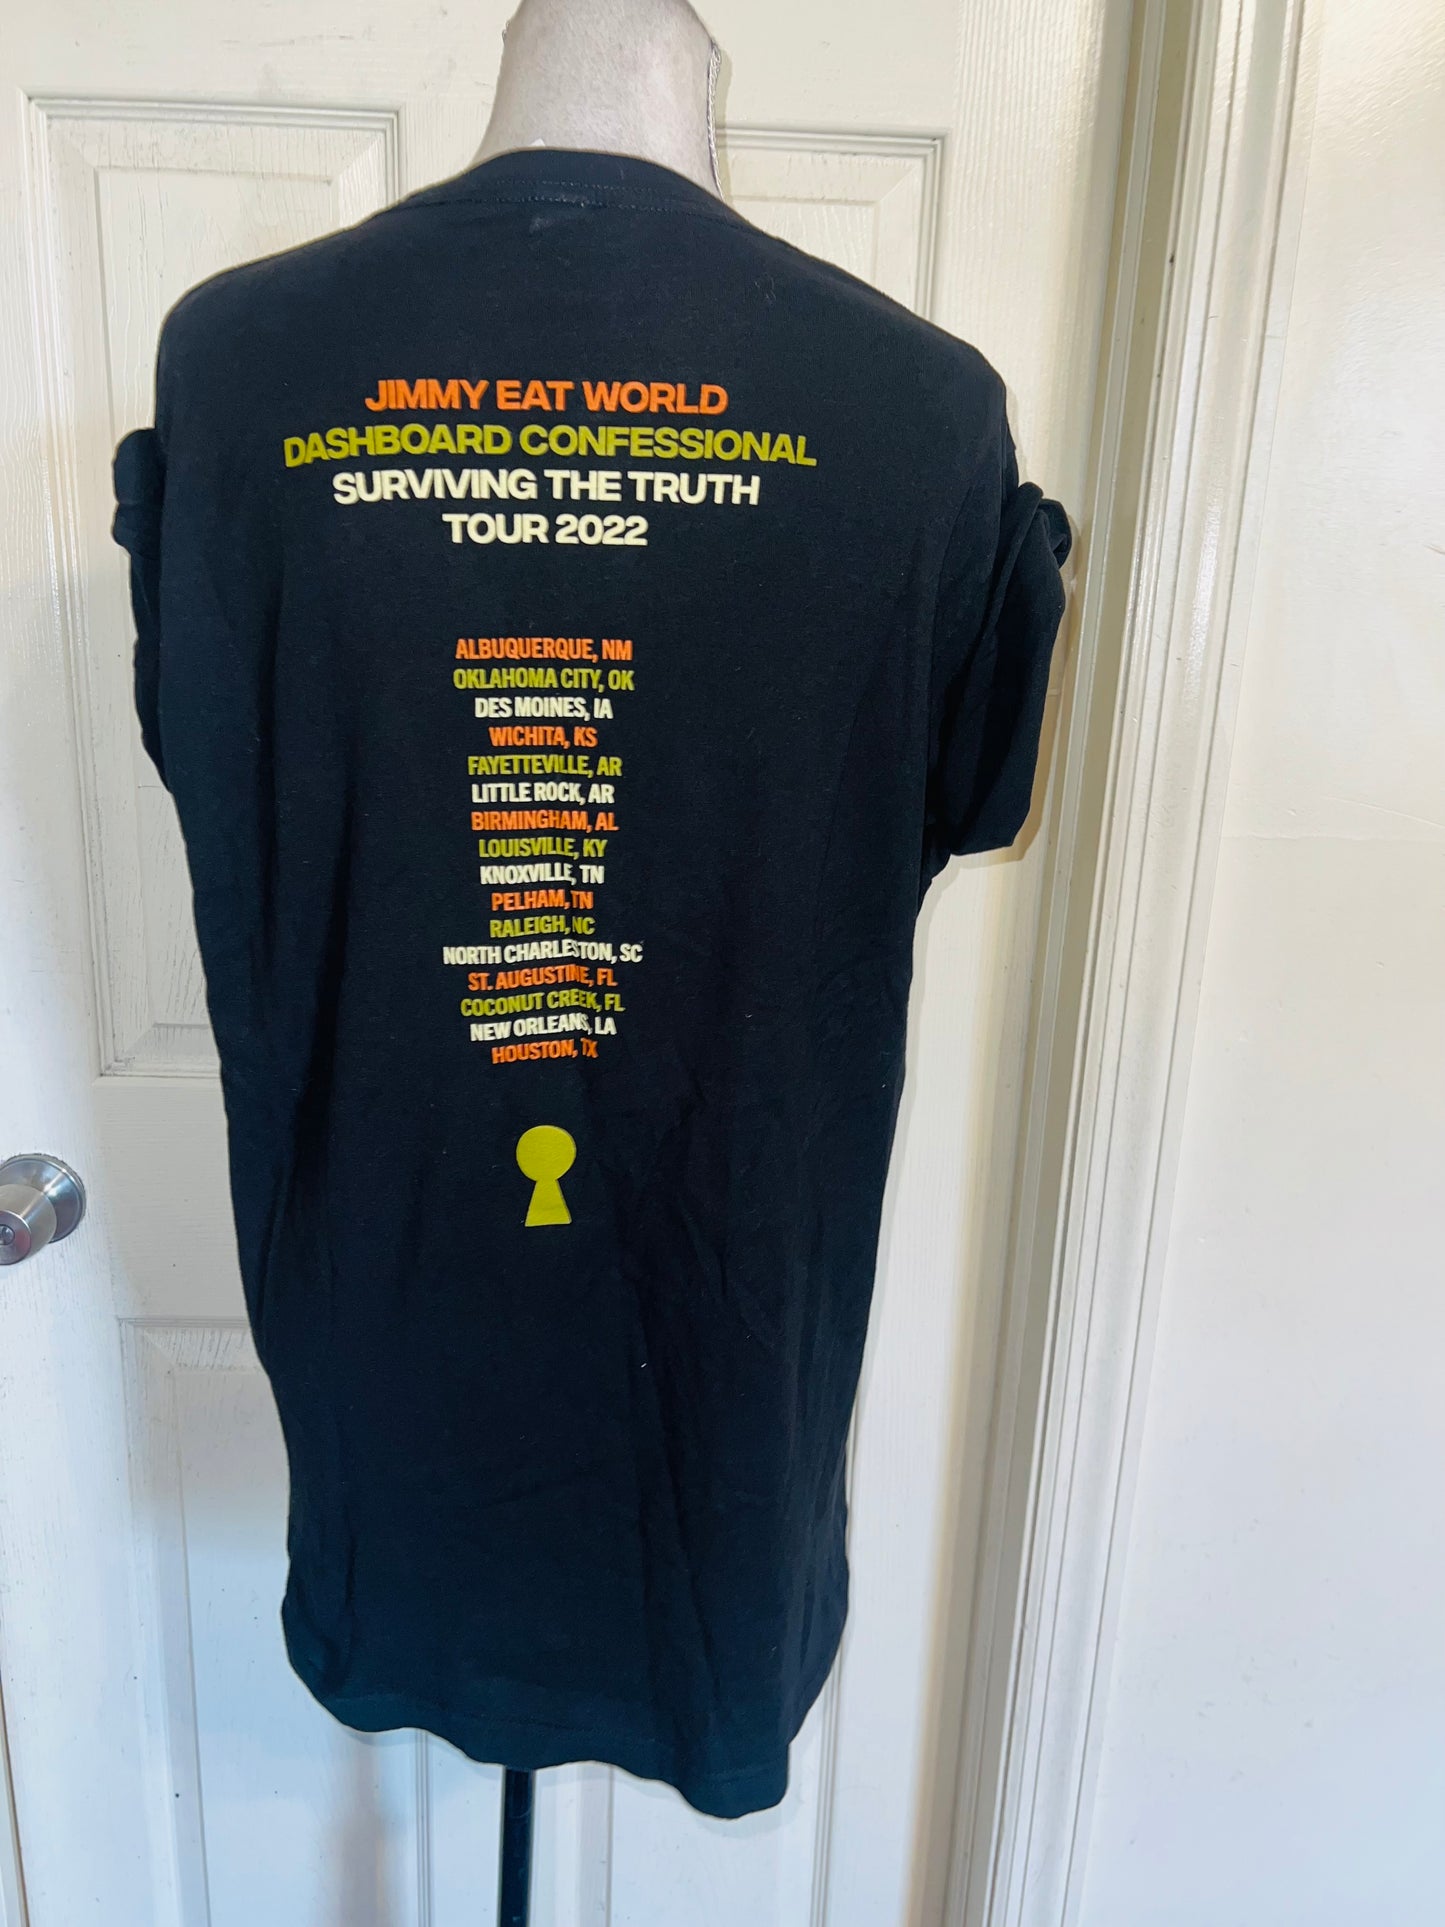 JIMMY EAT WORLD
DASHBOARD CONFESSIONAL
SURVIVING THE TRUTH
TOUR 2022
ALBUQUERQUE, NM
OKLAHOMA CITY, OK
DES MOINES, IA
WICHITA, KS
FAYETTEVILLE, AR
LITTLE ROCK, AR
BIRMINGHAM, AL
LOUISVILLE, KY
KNOXVILLE, TN
PELHAM, TN
RALEIGH, NC
NORTH CHARLESTON, SC
ST. AUGUSTINE, FL
COCONUT CREEK, FL
NEW ORLEANS, LA
HOUSTON, TX